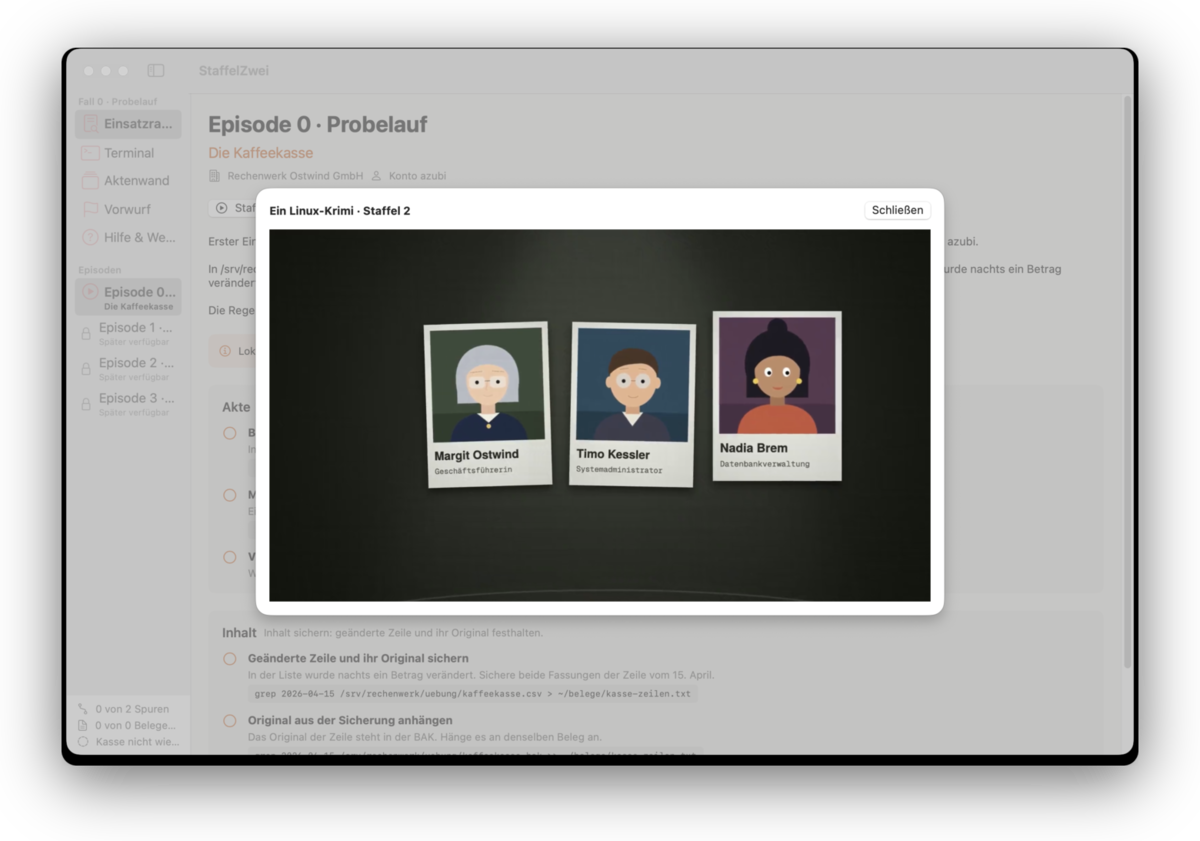 StaffelZwei
Fall 0 · Probelauf
Einsatzra...
Terminal
Aktenwand
Vorwurf
Hilfe & We...
Episoden
Episode 0...
Die Kaffeekasse
Episode 1 ·...
Später verfügbar
Episode 2 ·...
Später verfügbar
Episode 3 ·...
Später verfügbar
0 von 2 Spuren
0 von 0 Belege...
Kasse nicht wie...
Episode 0 · Probelauf
Die Kaffeekasse
Rechenwerk Ostwind GmbH Konto azubi
Staf
Erster Ein
azubi.
In /srv/re
urde nachts ein Betrag
veränder
Die Rege
Lok
Akte
Ein Linux-Krimi · Staffel 2
Schließen
Margit Ostwind
Geschäftsführerin
Timo Kessler
Systemadministrator
Nadia Brem
Datenbankverwaltung
Inhalt Inhalt sichern: geänderte Zeile und ihr Original festhalten.
Geänderte Zeile und ihr Original sichern
In der Liste wurde nachts ein Betrag verändert. Sichere beide Fassungen der Zeile vom 15. April.
grep 2026-04-15 /srv/rechenwerk/uebung/kaffeekasse.csv > ~/belege/kasse-zeilen.txt
Original aus der Sicherung anhängen
Das Original der Zeile steht in der BAK. Hänge es an denselben Beleg an.